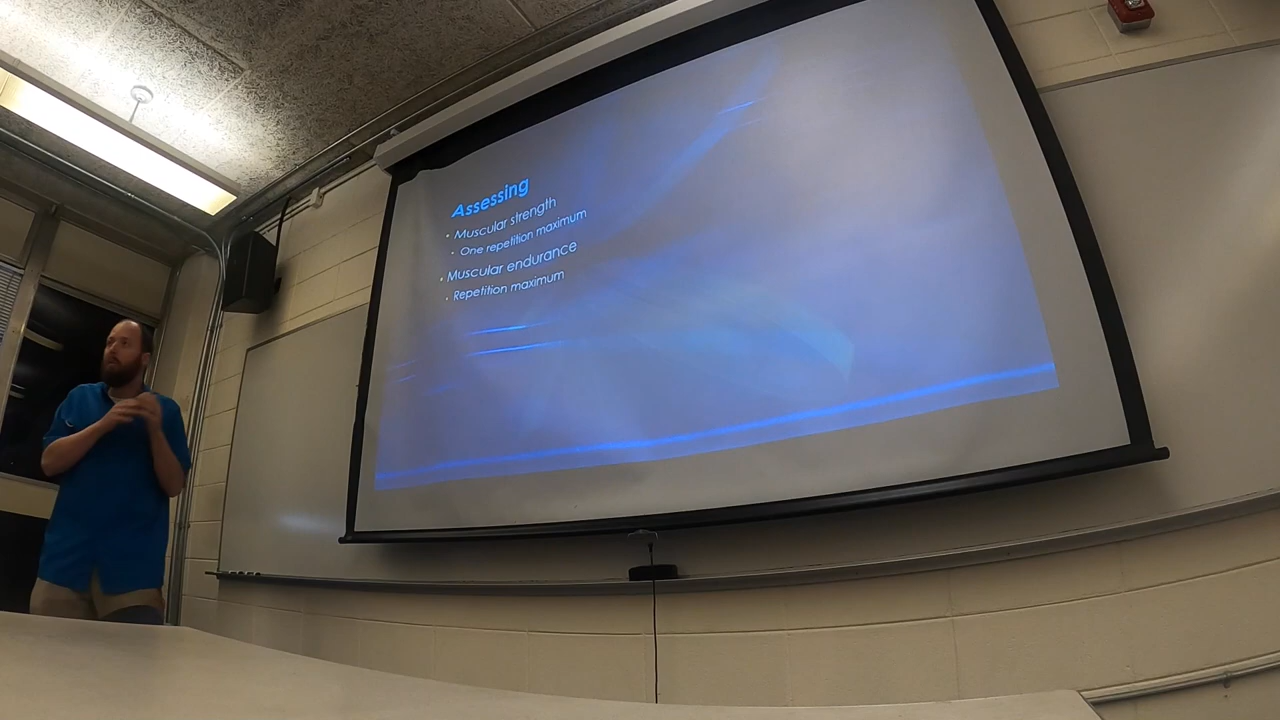 Assessing
Muscular strength
One repetition maximum
Muscular endurance
Repetition maximum